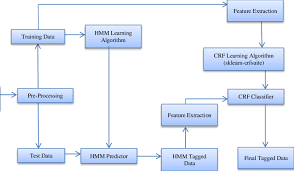 Feature Extraction
Training Data
HMM Learning
Algorithm
CRF Learning Algorithm
(sklearn-crfsuite)
Pre-Processing
CRF Classifier
Feature Extraction
Test Data
HMM Predictor
HMM Tagged
Data
Final Tagged Data